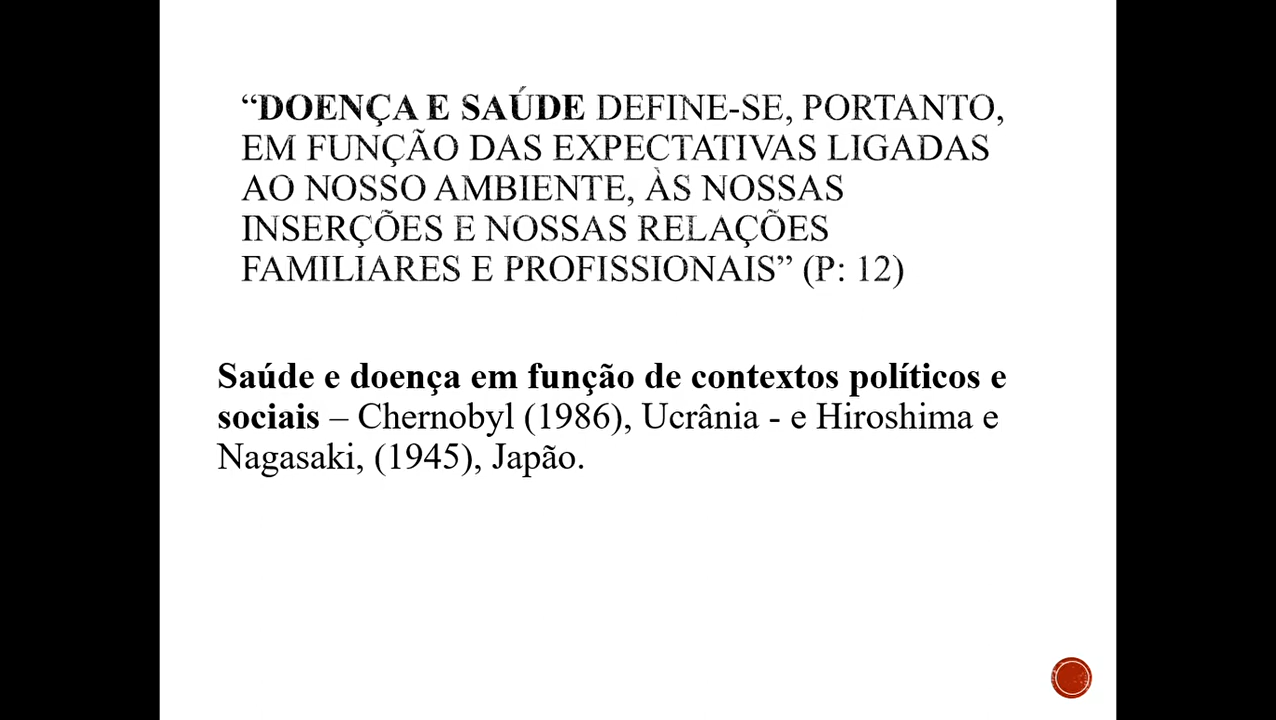 “DOENÇA E SAÚDE DEFINE-SE, PORTANTO,
EM FUNÇÃO DAS EXPECTATIVAS LIGADAS
AO NOSSO AMBIENTE, ÀS NOSSAS
INSERÇÕES E NOSSAS RELAÇÕES
FAMILIARES E PROFISSIONAIS” (P: 12)
Saúde e doença em função de contextos políticos e
sociais – Chernobyl (1986), Ucrânia - e Hiroshima e
Nagasaki, (1945), Japão.